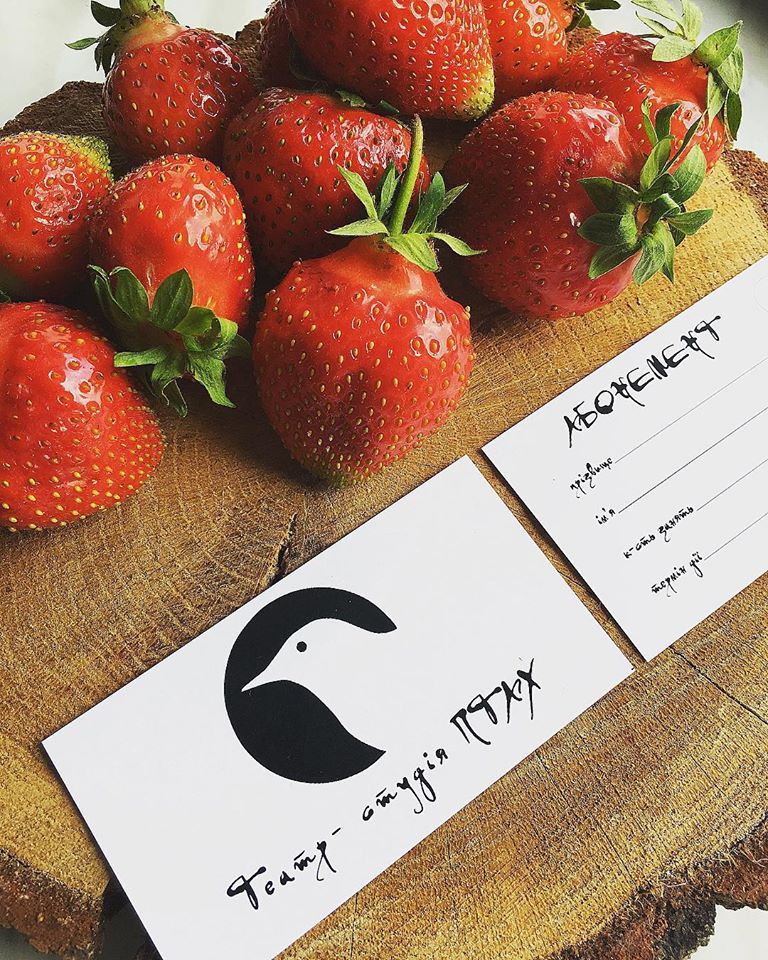 АБОНЕМЕНТ
прізвище
ім'я
к-сть занять
термін дії
Театр-студія ПТАХ